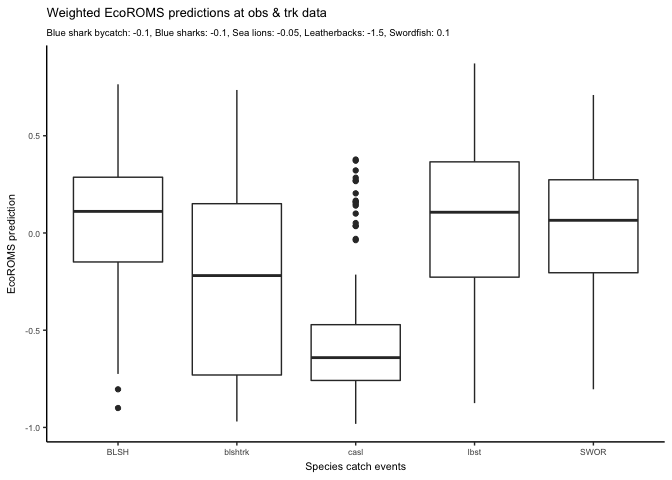 Weighted EcoROMS predictions at obs & trk data
Blue shark bycatch: -0.1, Blue sharks: -0.1, Sea lions: -0.05, Leatherbacks: -1.5, Swordfish: 0.1
EcoROMS prediction
0.5
0.0
-0.5
-1.0
BLSH blshtrk casl lbst SWOR
Species catch events